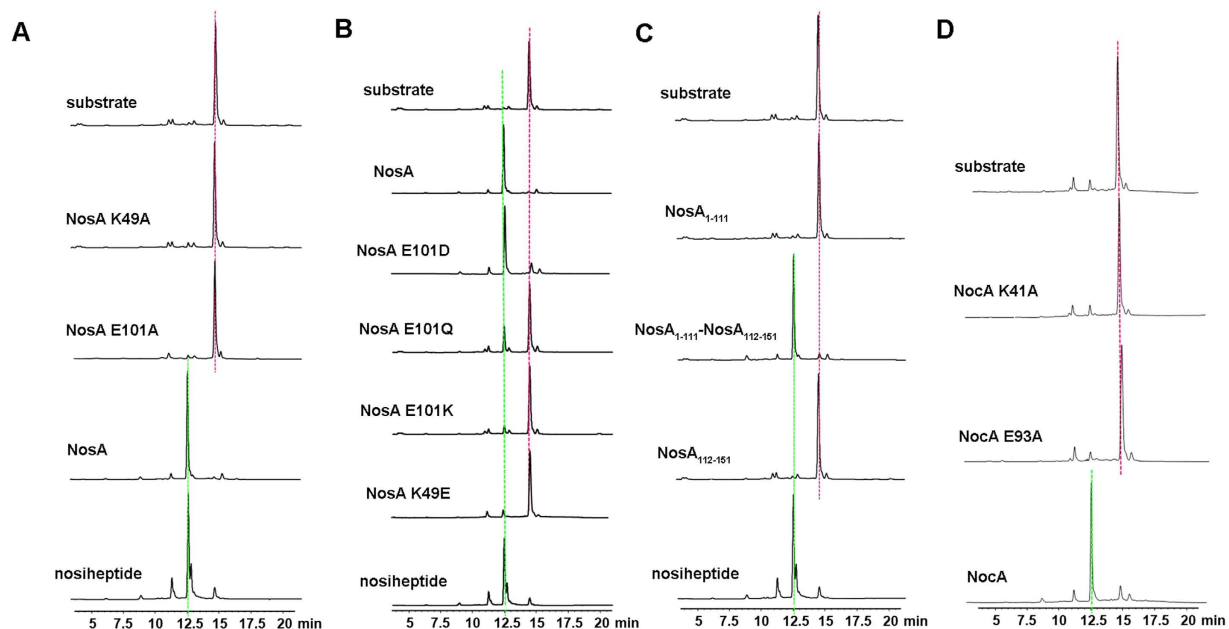 A
substrate
NosA K49A
NosA E101A
NosA
nosiheptide
5 7.5 10 12.5 15 17.5 20 min
B
substrate
NosA
NosA E101D
NosA E101Q
NosA E101K
NosA K49E
nosiheptide
5 7.5 10 12.5 15 17.5 20 min
C
substrate
NosA1-111
NosA1-111-NosA112-151
NosA112-151
nosiheptide
5 7.5 10 12.5 15 17.5 20 min
D
substrate
NocA K41A
NocA E93A
NocA
5 7.5 10 12.5 15 17.5 20 min